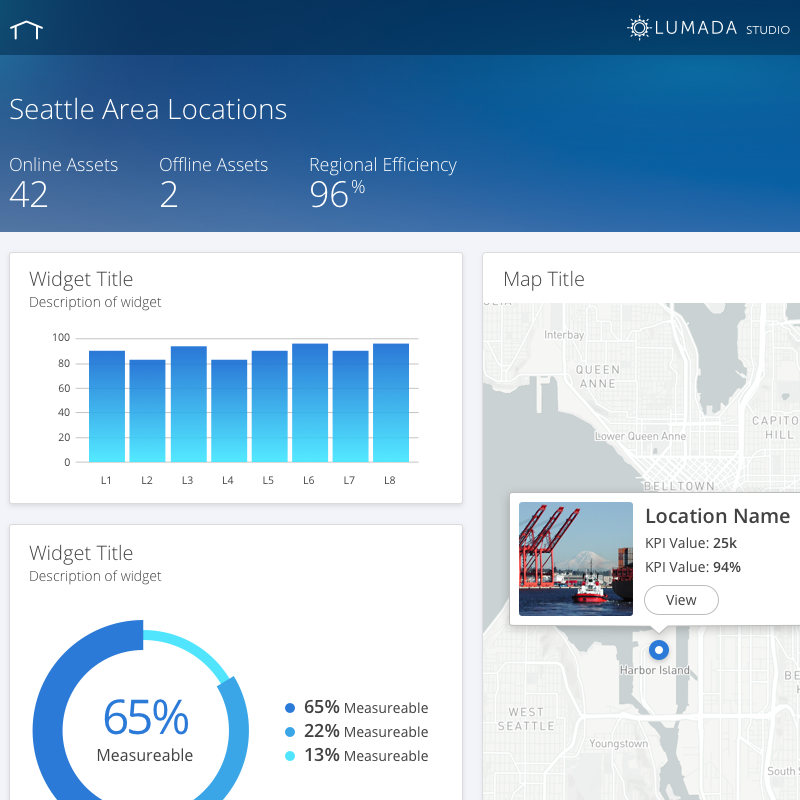 LUMADA STUDIO
Seattle Area Locations
Online Assets
42
Offline Assets
2
Regional Efficiency
96%
Widget Title
Description of widget
100
80
60
40
20
0
L1 L2 L3 L4 L5 L6 L7 L8
Widget Title
Description of widget
65%
Measureable
65% Measureable
22% Measureable
13% Measureable
Map Title
Interbay
QUEEN
ANNE
CAPITO
HILL
Lower Queen Anne
BELLTOWN
Location Name
KPI Value: 25k
KPI Value: 94%
View
Harbor Island
BE
WEST
SEATTLE
Youngstown
South S